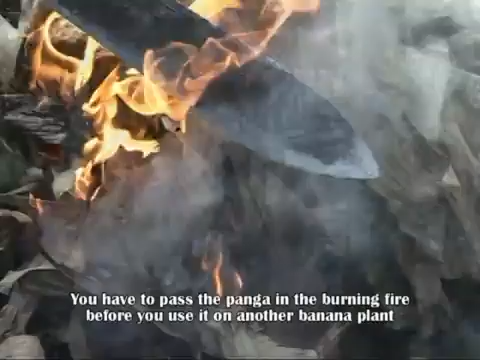 You have to pass the panga in the burning fire
before you use it on another banana plant